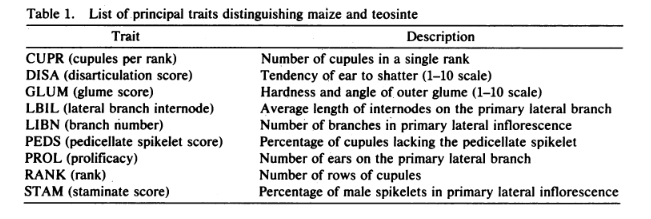 Table 1. List of principal traits distinguishing maize and teosinte
Trait Description
CUPR (cupules per rank) Number of cupules in a single rank
DISA (disarticulation score) Tendency of ear to shatter (1–10 scale)
GLUM (glume score) Hardness and angle of outer glume (1–10 scale)
LBIL (lateral branch internode) Average length of internodes on the primary lateral branch
LIBN (branch number) Number of branches in primary lateral inflorescence
PEDS (pedicellate spikelet score) Percentage of cupules lacking the pedicellate spikelet
PROL (prolificacy) Number of ears on the primary lateral branch
RANK (rank) Number of rows of cupules
STAM (staminate score) Percentage of male spikelets in primary lateral inflorescence